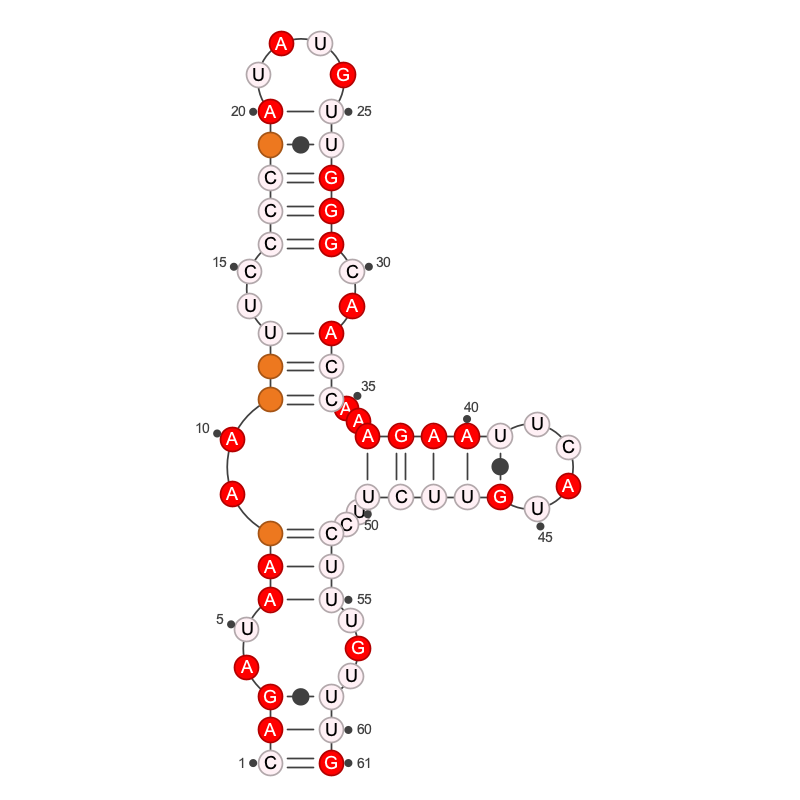 A U
U G
20 A U 25
U
C G
C G
C G
15 C C 30
U A
U A
C
35
C A 40
A U
10 A A G A A U C
A A
U C U U G
U U
C 50
C 45
A U
A U 55
5 U U
G
A U
G U
A U 60
1 C G 61